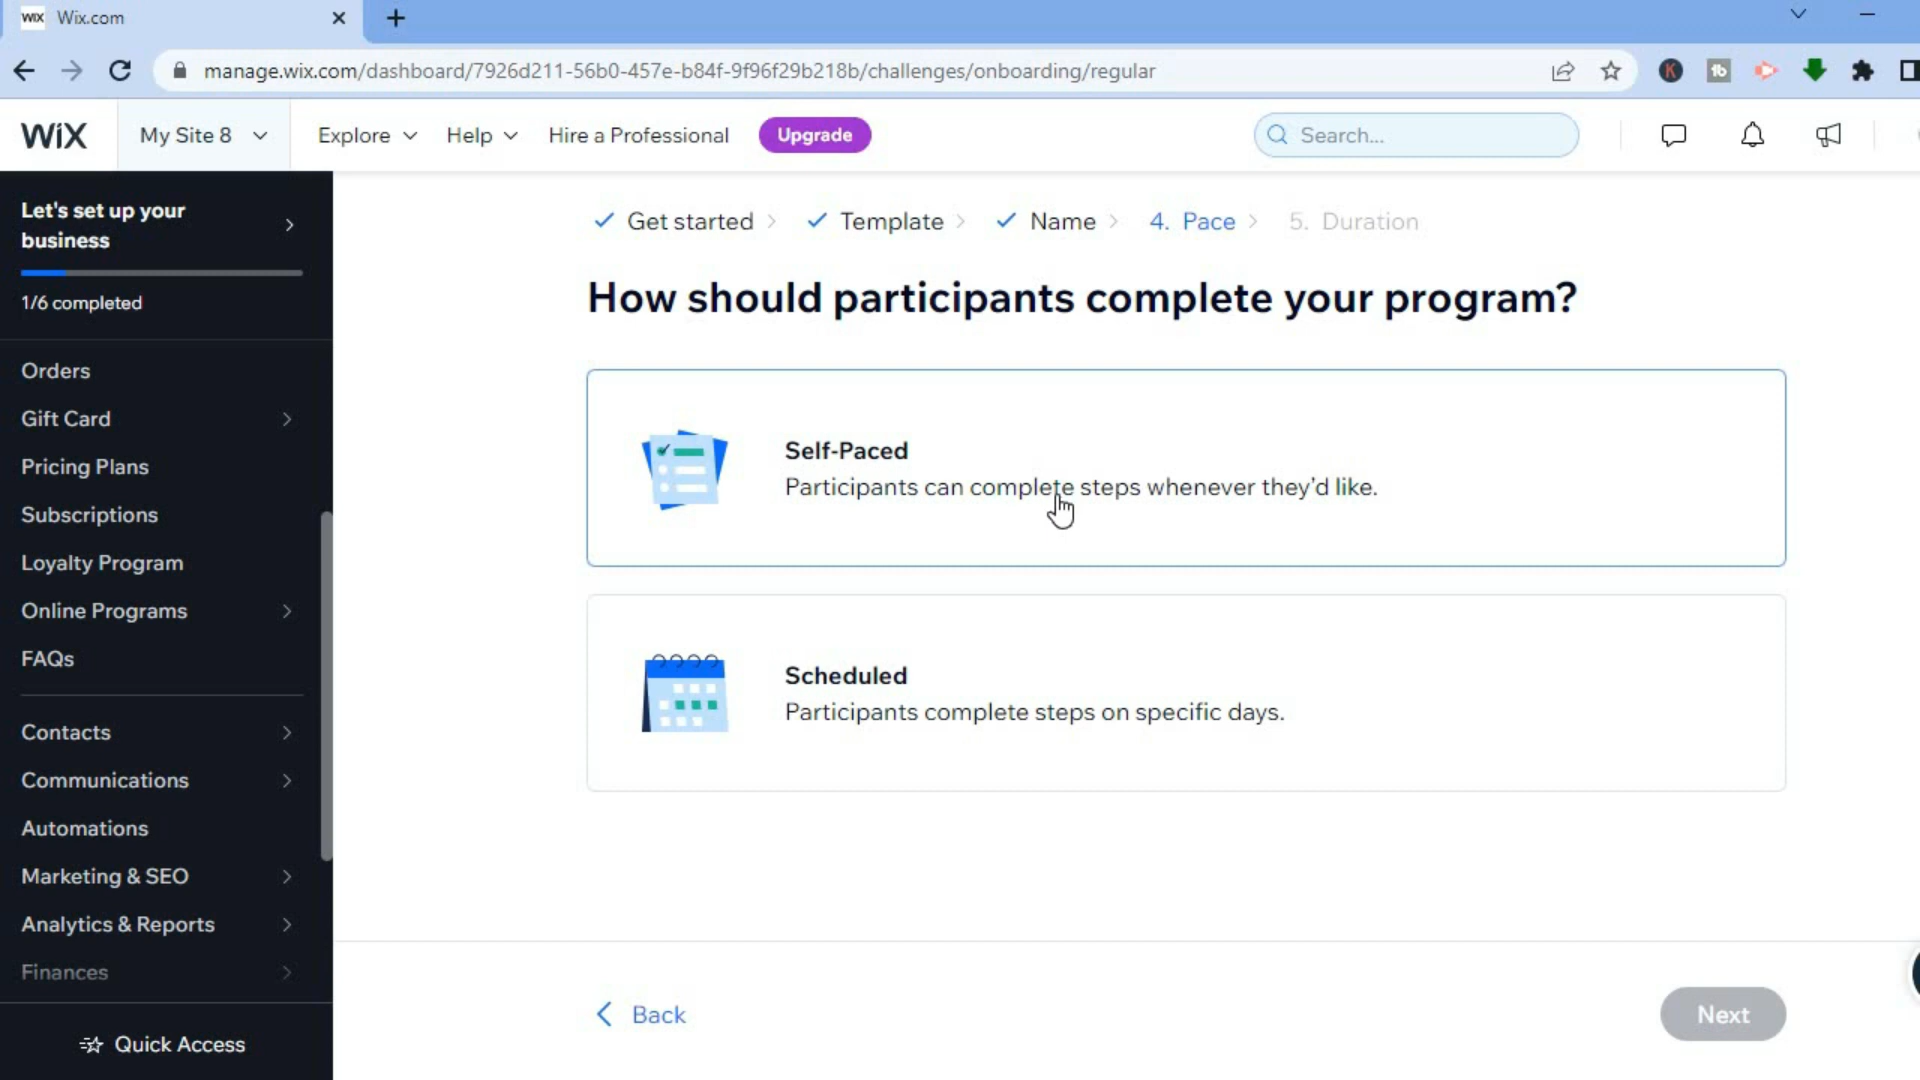 WIX Wix.com
manage.wix.com/dashboard/7926d211-56b0-457e-b84f-9f96f29b218b/challenges/onboarding/regular
K
tb
WiX
My Site 8
Explore
Help
Hire a Professional
Upgrade
Search...
Let's set up your
business
1/6 completed
Orders
Gift Card
Pricing Plans
Subscriptions
Loyalty Program
Online Programs
FAQs
Contacts
Communications
Automations
Marketing & SEO
Analytics & Reports
Finances
Quick Access
Get started
Template
Name
4. Pace
5. Duration
How should participants complete your program?
Self-Paced
Participants can complete steps whenever they’d like.
Scheduled
Participants complete steps on specific days.
Back
Next